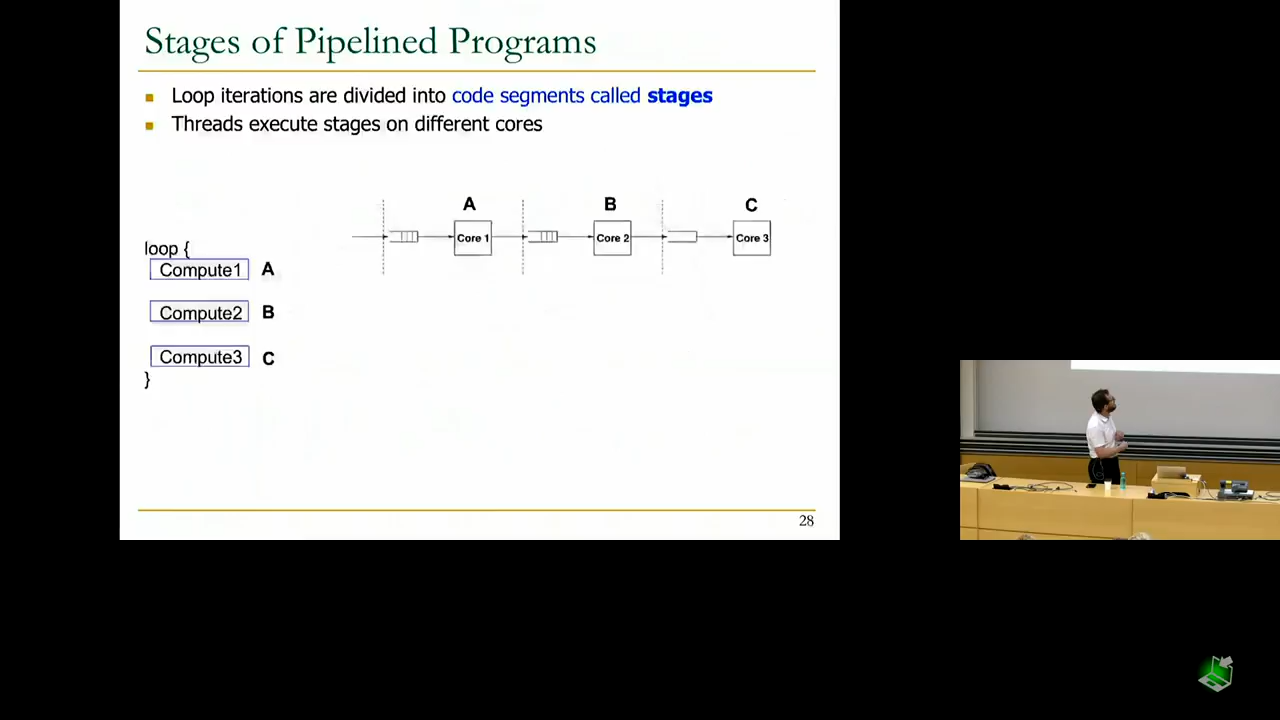 Stages of Pipelined Programs
Loop iterations are divided into code segments called stages
Threads execute stages on different cores
A B C
Core 1 Core 2 Core 3
loop {
Compute1 A
Compute2 B
Compute3 C
}
28